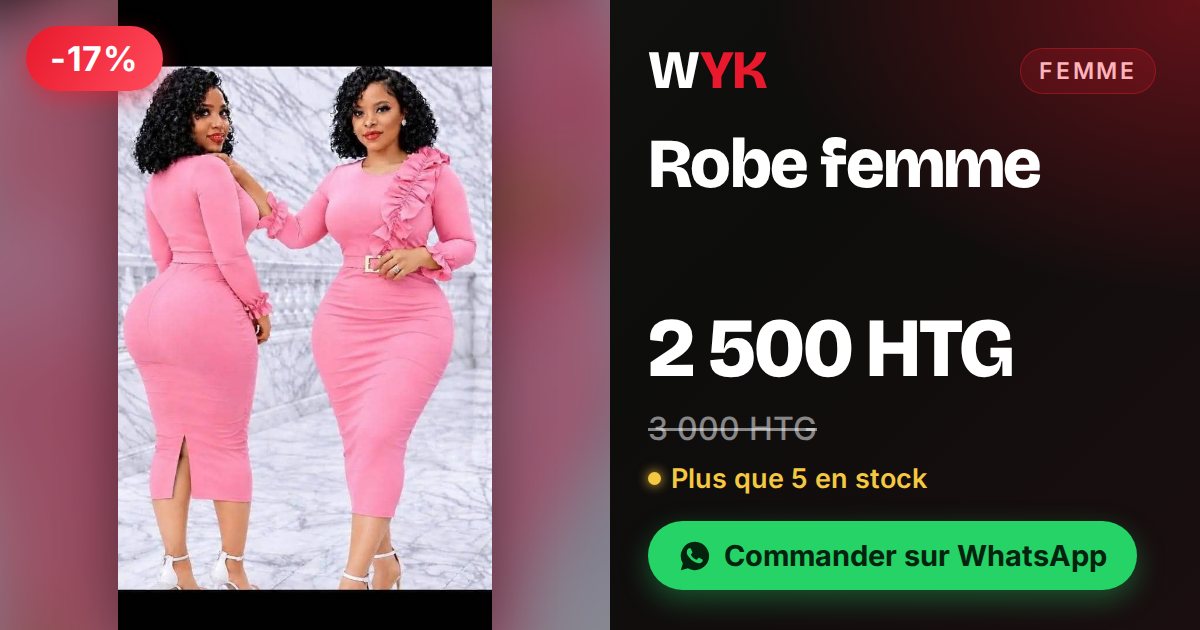 -17%
WYK
FEMME
Robe femme
2 500 HTG
3 000 HTG
Plus que 5 en stock
Commander sur WhatsApp